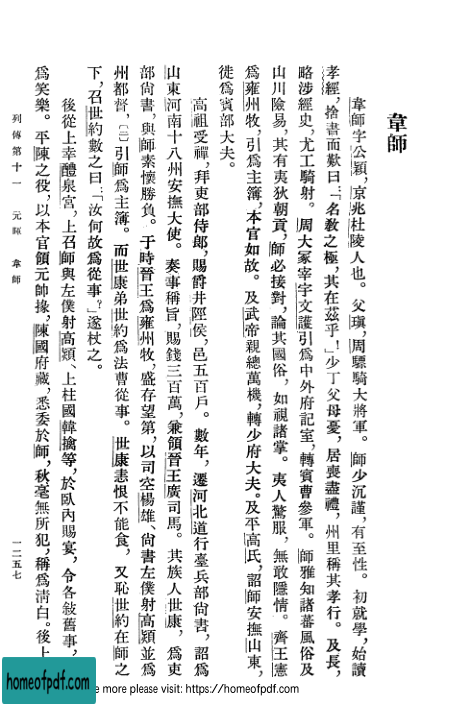 韋師
韋師字公穎,京兆杜陵人也。父瑱,周驃騎大將軍。師少沉謹,有至性。初就學,始讀
孝經,捨書而歎曰:「名教之極,其在茲乎!」少丁父母憂,居喪盡禮,州里稱其孝行。及長,
略涉經史,尤工騎射。周大冢宰宇文護引爲中外府記室,轉賓曹參軍。師雅知諸蕃風俗及
山川險易,其有夷狄朝貢,師必接對,論其國俗,如視諸掌。夷人驚服,無敢隱情。齊王憲
爲雍州牧,引爲主簿,本官如故。及武帝親總萬機,轉少府大夫。及平高氏,詔師安撫山東,
徙爲賓部大夫。
高祖受禪,拜吏部侍郎,賜爵井陘侯,邑五百戶。數年,遷河北道行臺兵部尙書,詔爲
山東河南十八州安撫大使。奏事稱旨,賜錢三百萬,兼領晉王廣司馬。其族人世康,爲吏
部尙書,與師素懷勝負。于時晉王爲雍州牧,盛存望第,以司空楊雄、尙書左僕射高熲並爲
州都督,〔二〕引師爲主簿。而世康弟世約爲法曹從事。世康恚恨不能食,又恥世約在師之
下,召世約數之曰:「汝何故爲從事?」遂杖之。
後從上幸醴泉宮,上召師與左僕射高熲、上柱國韓擒等,於臥內賜宴,令各敍舊事,
爲笑樂。平陳之役,以本官領元帥掾,陳國府藏,悉委於師,秋毫無所犯,稱爲淸白。後上
列傳第十一 元暉 韋師
一二五七
homeofpdf.com
e more please visit: https://homeofpdf.com